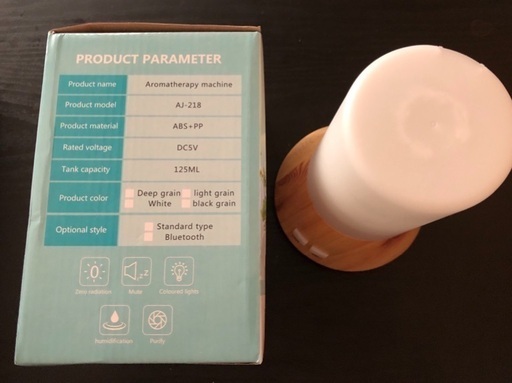 PRODUCT PARAMETER
Product name Aromatherapy machine
Product model AJ-218
Product material ABS+PP
Rated voltage DC5V
Tank capacity 125ML
Product color Deep grain light grain
White black grain
Optional style Standard type
Bluetooth
Zero radiation Mute Coloured lights
humidification Purify